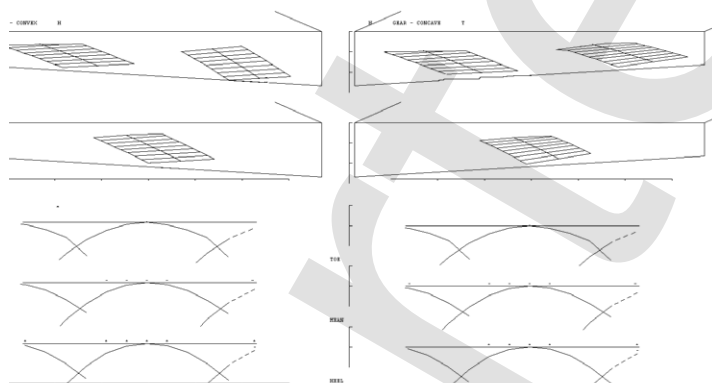 - CONVEX H
H GEAR - CONCAVE T
TOE
MEAN
HEEL